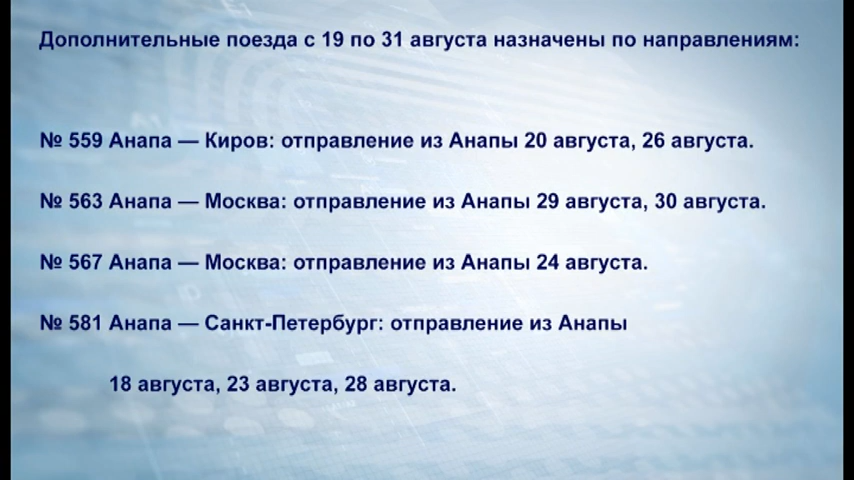 Дополнительные поезда с 19 по 31 августа назначены по направлениям:
№ 559 Анапа — Киров: отправление из Анапы 20 августа, 26 августа.
№ 563 Анапа — Москва: отправление из Анапы 29 августа, 30 августа.
№ 567 Анапа — Москва: отправление из Анапы 24 августа.
№ 581 Анапа — Санкт-Петербург: отправление из Анапы
18 августа, 23 августа, 28 августа.